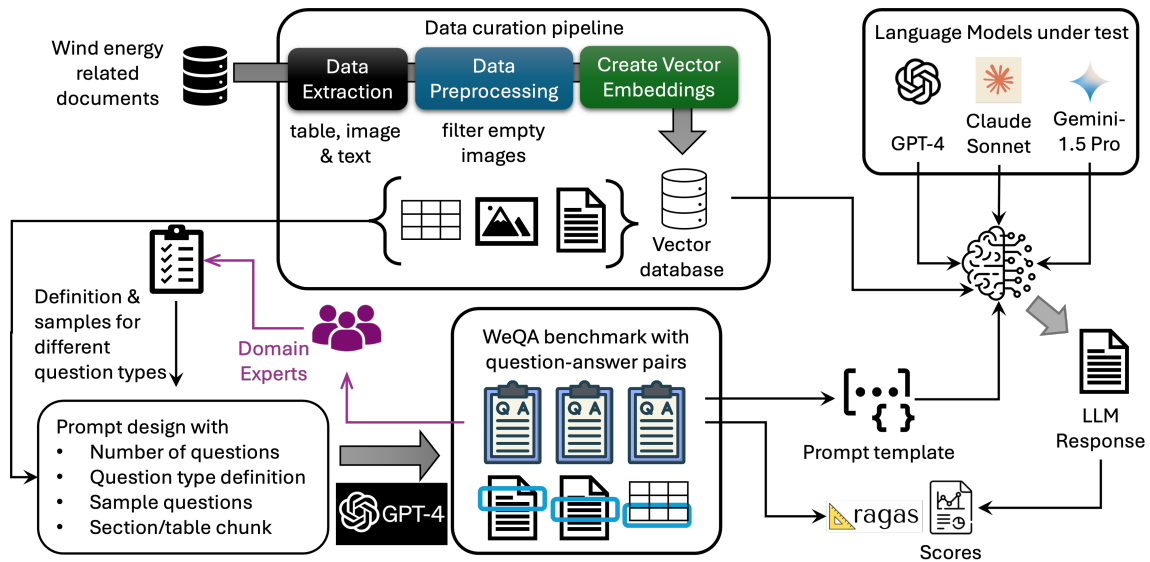 Data curation pipeline
Wind energy
related
documents
Data
Extraction
Data
Preprocessing
Create Vector
Embeddings
table, image
& text
filter empty
images
Vector
database
Language Models under test
GPT-4
Claude
Sonnet
Gemini-
1.5 Pro
Definition &
samples for
different
question types
Domain
Experts
WeQA benchmark with
question-answer pairs
Q A
Q A
Q A
Prompt design with
• Number of questions
• Question type definition
• Sample questions
• Section/table chunk
GPT-4
Prompt template
LLM
Response
ragas
Scores